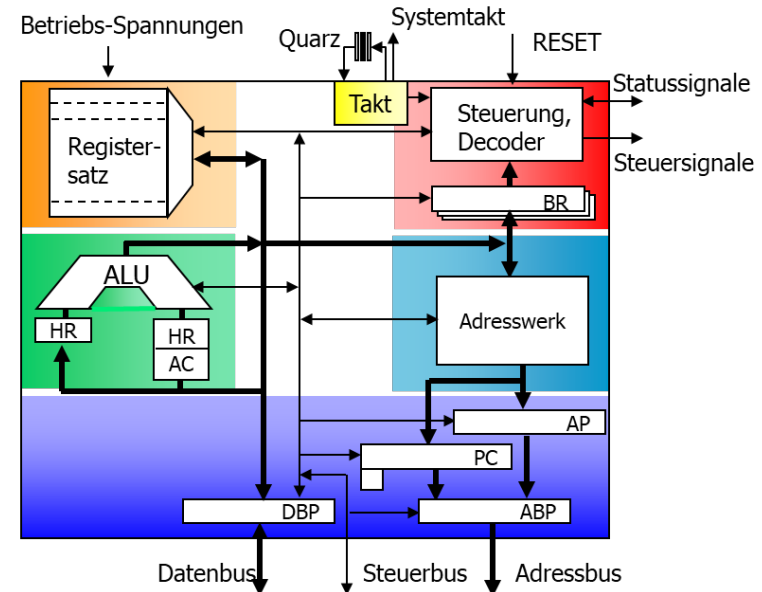 Betriebs-Spannungen
Quarz
Systemtakt
RESET
Takt
Statussignale
Steuersignale
Register-
satz
Steuerung,
Decoder
BR
ALU
HR
HR
AC
Adresswerk
AP
PC
DBP
ABP
Datenbus
Steuerbus
Adressbus